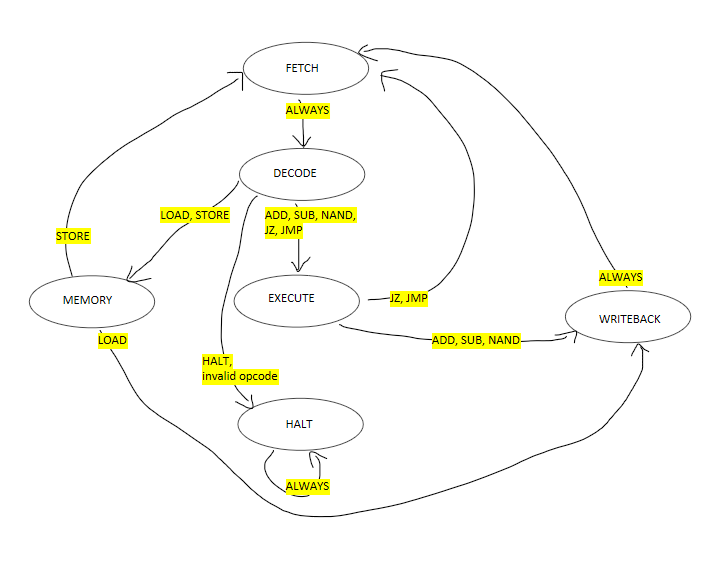 FETCH
ALWAYS
DECODE
LOAD, STORE
ADD, SUB, NAND,
JZ, JMP
STORE
MEMORY
EXECUTE
JZ, JMP
ALWAYS
WRITEBACK
LOAD
ADD, SUB, NAND
HALT,
invalid opcode
HALT
ALWAYS